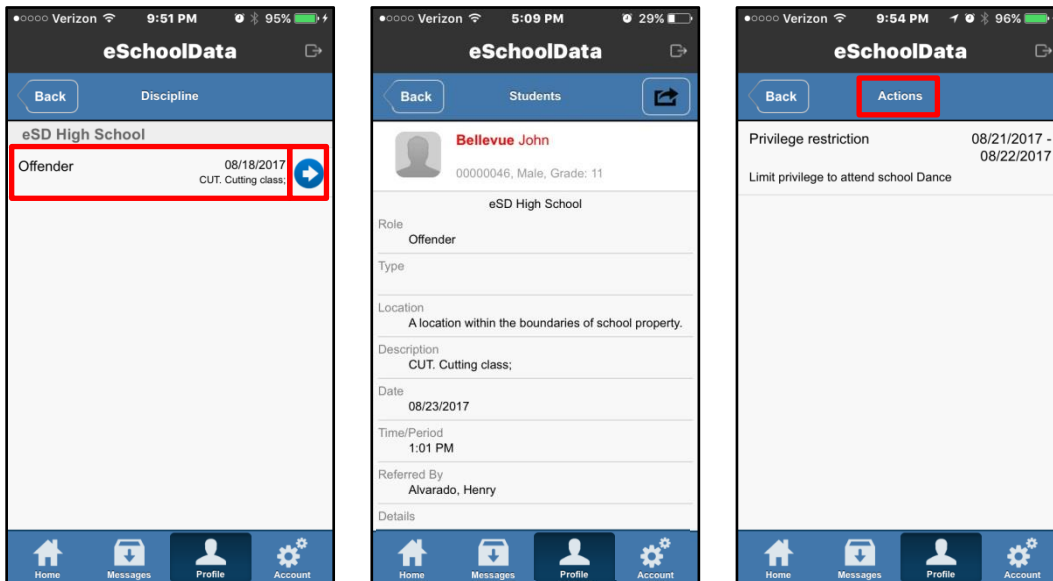 Verizon 9:51 PM 95%
eSchoolData
Back Discipline
eSD High School
Offender 08/18/2017
CUT. Cutting class;
Home Messages Profile Account
Verizon 5:09 PM 29%
eSchoolData
Back Students
Bellevue John
00000046, Male, Grade: 11
eSD High School
Role
Offender
Type
Location
A location within the boundaries of school property.
Description
CUT. Cutting class;
Date
08/23/2017
Time/Period
1:01 PM
Referred By
Alvarado, Henry
Details
Home Messages Profile Account
Verizon 9:54 PM 96%
eSchoolData
Back Actions
Privilege restriction 08/21/2017 -
08/22/2017
Limit privilege to attend school Dance
Home Messages Profile Account